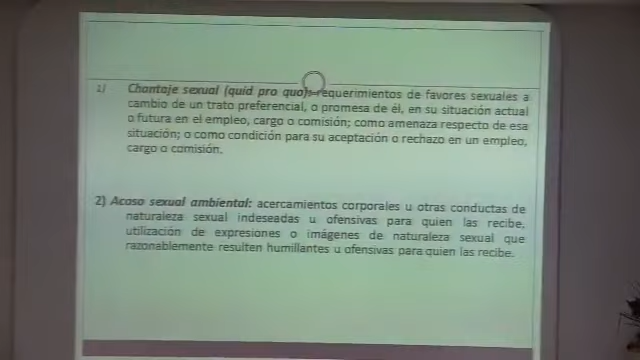 1) Chantaje sexual (quid pro quo): requerimientos de favores sexuales a
cambio de un trato preferencial, o promesa de él, en su situación actual
o futura en el empleo, cargo o comisión; como amenaza respecto de esa
situación; o como condición para su aceptación o rechazo en un empleo,
cargo o comisión.
2) Acoso sexual ambiental: acercamientos corporales u otras conductas de
naturaleza sexual indeseadas u ofensivas para quien las recibe,
utilización de expresiones o imágenes de naturaleza sexual que
razonablemente resulten humillantes u ofensivas para quien las recibe.